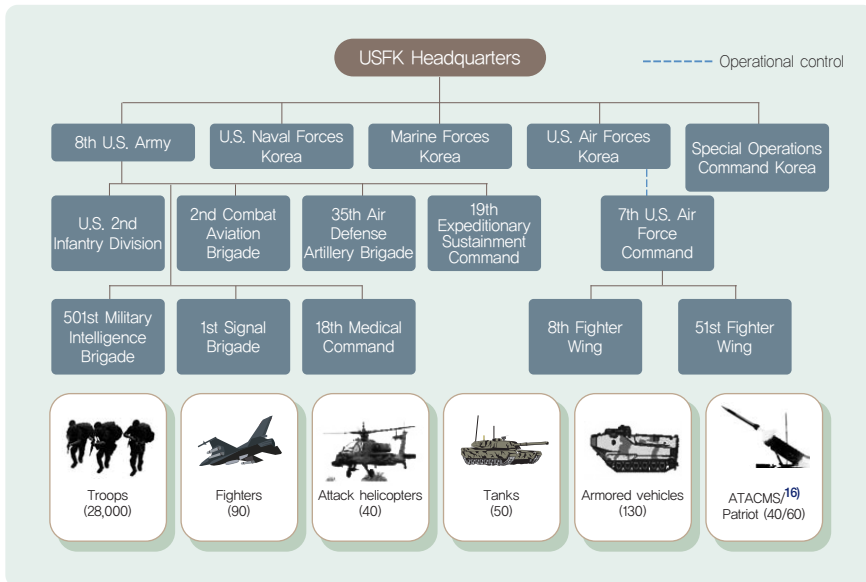 USFK Headquarters
Operational control
8th U.S. Army
U.S. Naval Forces
Korea
Marine Forces
Korea
U.S. Air Forces
Korea
Special Operations
Command Korea
U.S. 2nd
Infantry Division
2nd Combat
Aviation
Brigade
35th Air
Defense
Artillery Brigade
19th
Expeditionary
Sustainment
Command
7th U.S. Air
Force
Command
501st Military
Intelligence
Brigade
1st Signal
Brigade
18th Medical
Command
8th Fighter
Wing
51st Fighter
Wing
Troops
(28,000)
Fighters
(90)
Attack helicopters
(40)
Tanks
(50)
Armored vehicles
(130)
ATACMS/16)
Patriot (40/60)